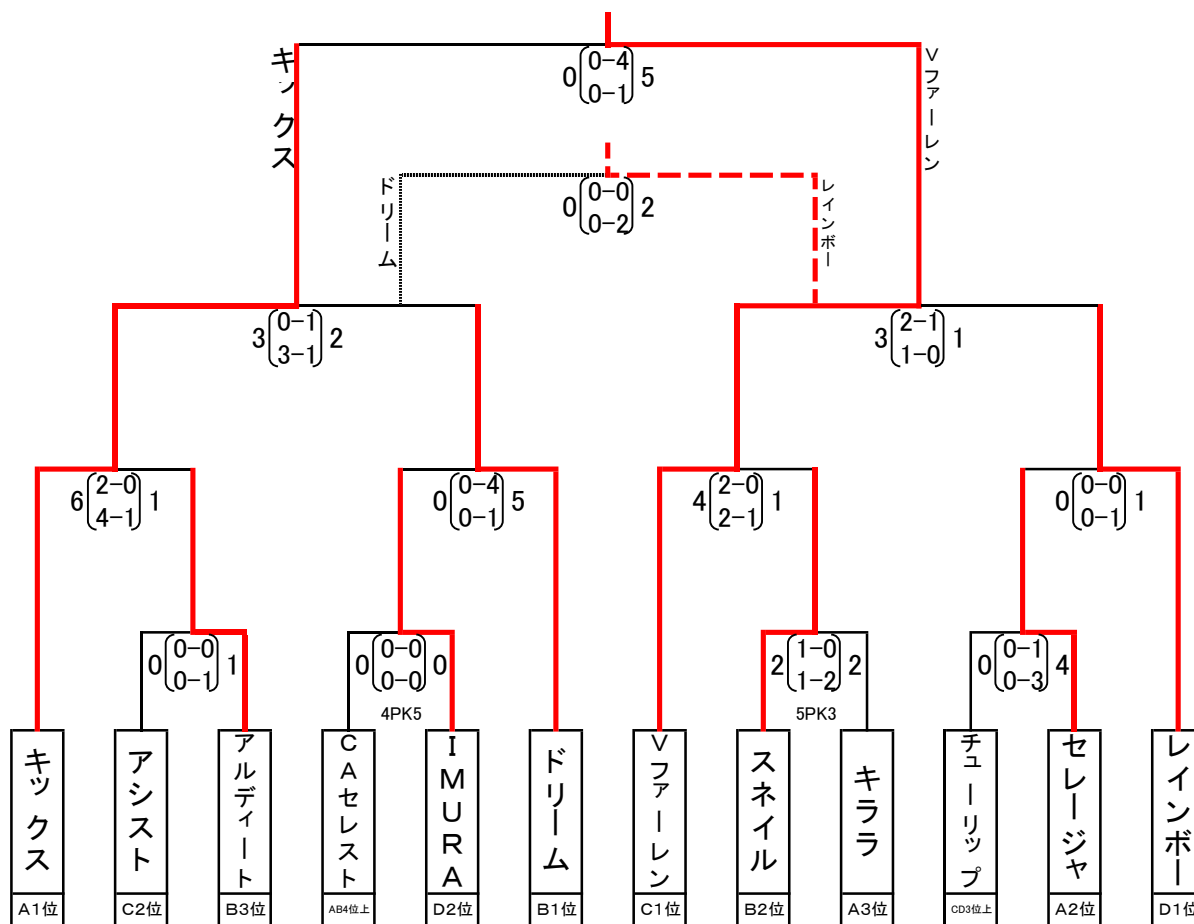 キックス
Vファーレン
0 0-4 5
0-1
ドリーム
レインボー
0 0-0 2
0-2
3 0-1 2
3-1
3 2-1 1
1-0
6 2-0 1
4-1
0 0-4 5
0-1
4 2-0 1
2-1
0 0-0 1
0-1
0 0-0 1
0-1
0 0-0 0
0-0
4PK5
2 1-0 2
1-2
5PK3
0 0-1 4
0-3
キックス
アシスト
アルディート
CAセレスト
IMURA
ドリーム
Vファーレン
スネイル
キララ
チューリップ
セレージャ
レインボー
A1位
C2位
B3位
AB4位上
D2位
B1位
C1位
B2位
A3位
CD3位上
A2位
D1位